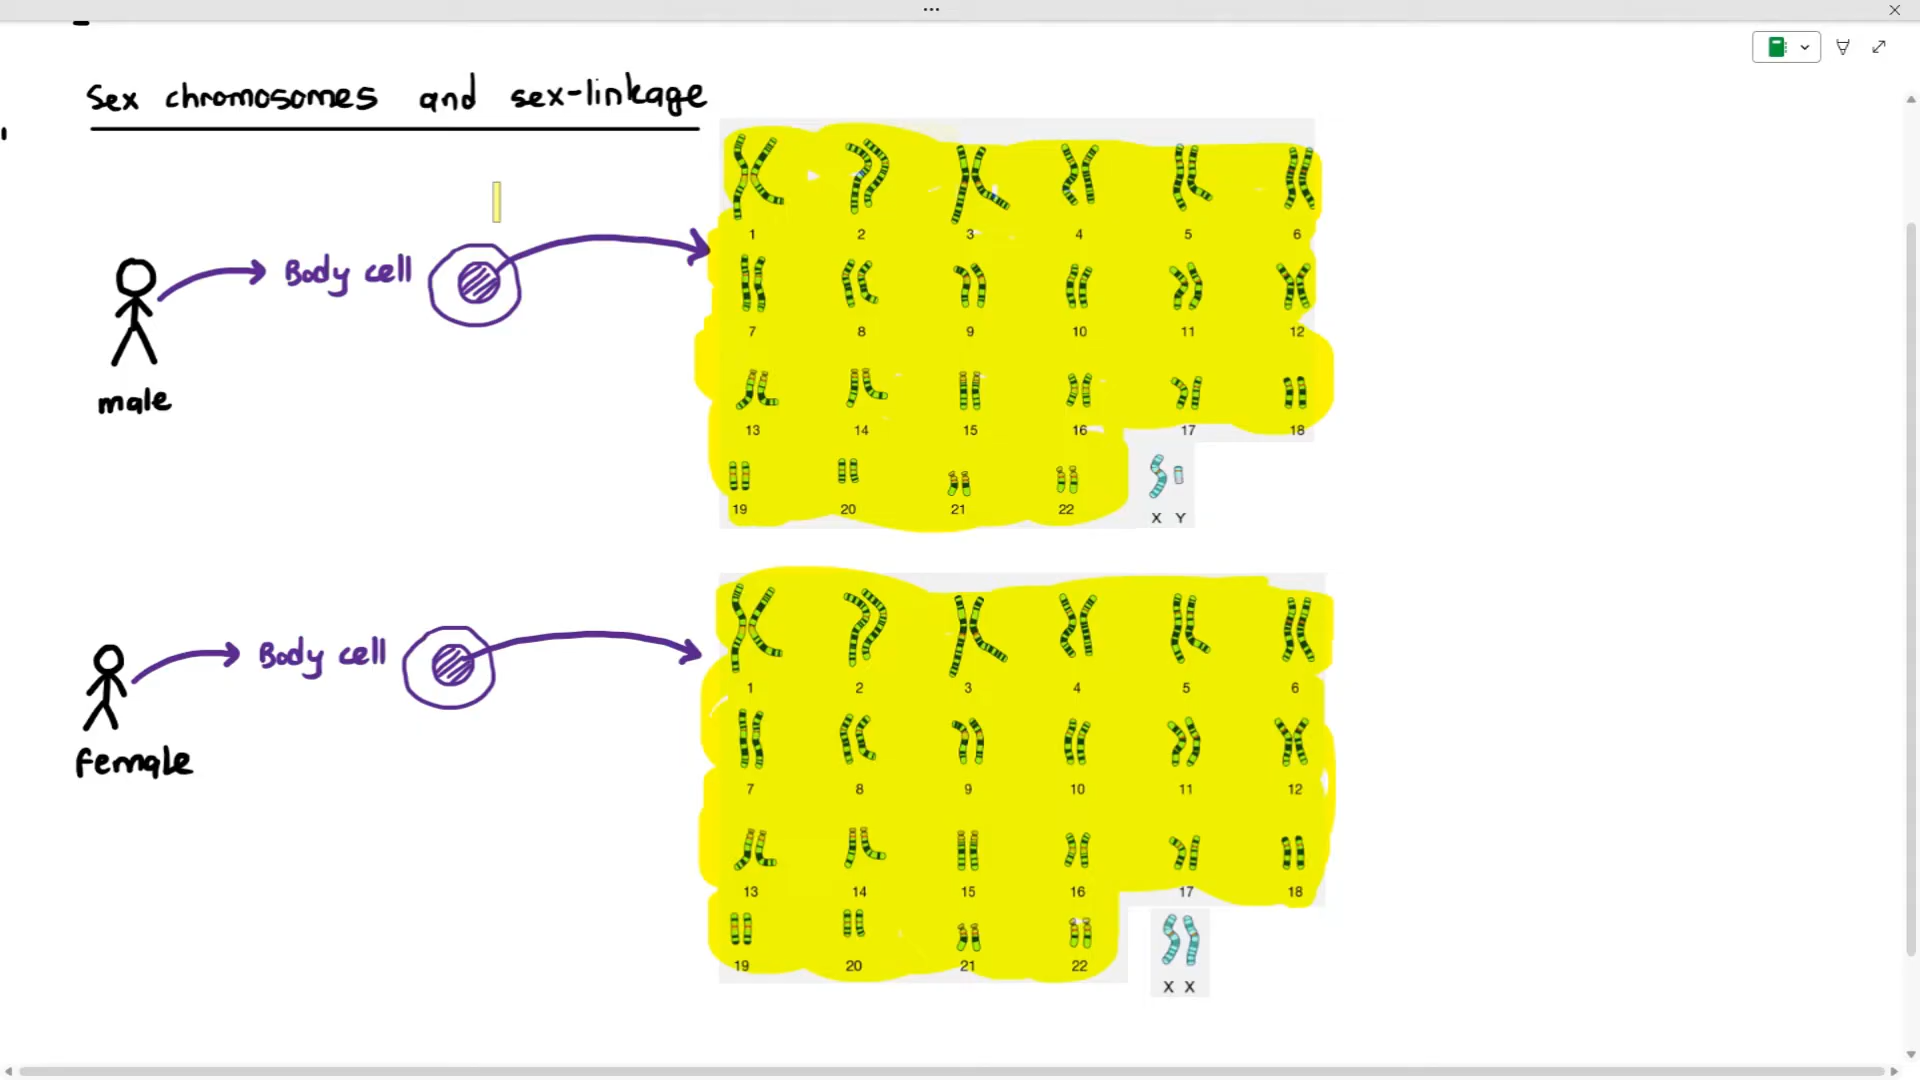 Sex chromosomes and sex-linkage
1 2 3 4 5 6
Body cell
7 8 9 10 11 12
male
13 14 15 16 17 18
19 20 21 22 X Y
Body cell
1 2 3 4 5 6
female
7 8 9 10 11 12
13 14 15 16 17 18
19 20 21 22
X X